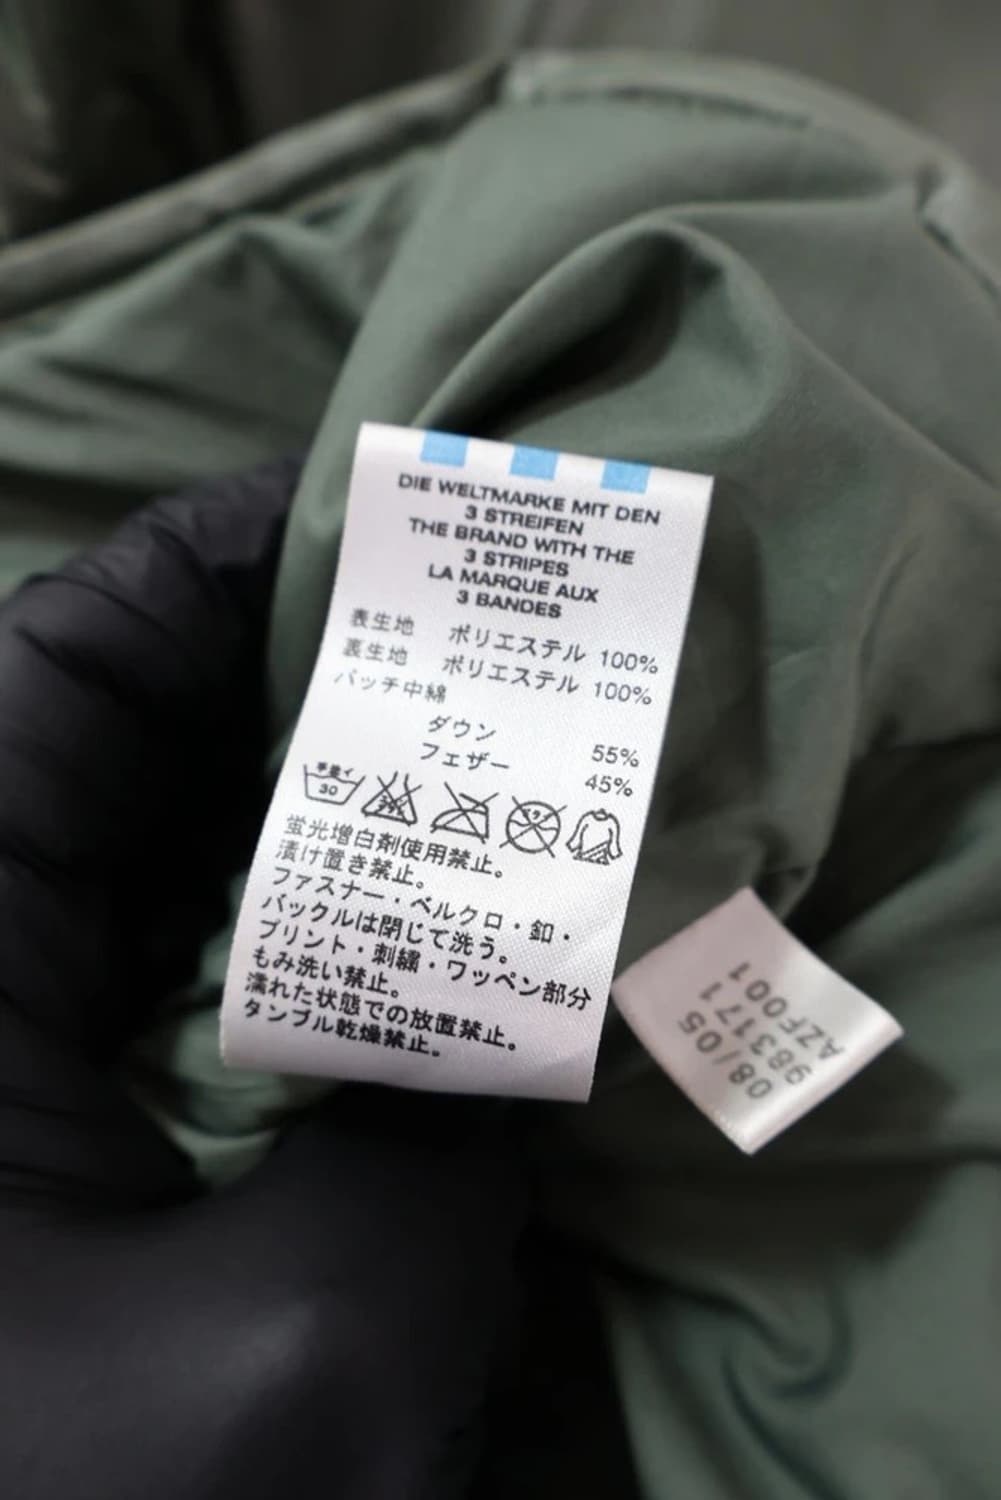 DIE WELTMARKE MIT DEN
3 STREIFEN
THE BRAND WITH THE
3 STRIPES
LA MARQUE AUX
3 BANDES
表生地 ポリエステル 100%
裏生地 ポリエステル 100%
パッチ中綿
ダウン 55%
フェザー 45%
手洗イ
30
蛍光増白剤使用禁止。
漬け置き禁止。
ファスナー・ベルクロ・釦・
バックルは閉じて洗う。
プリント・刺繍・ワッペン部分
もみ洗い禁止。
濡れた状態での放置禁止。
タンブル乾燥禁止。
08/05
983171
AZF001